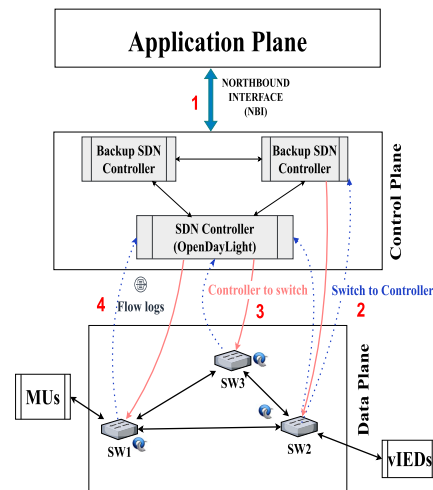 Application Plane
1
NORTHBOUND
INTERFACE
(NBI)
Backup SDN
Controller
Backup SDN
Controller
SDN Controller
(OpenDayLight)
Control Plane
4
Flow logs
Controller to switch
3
Switch to Controller
2
SW3
MUs
SW1
SW2
vIEDs
Data Plane